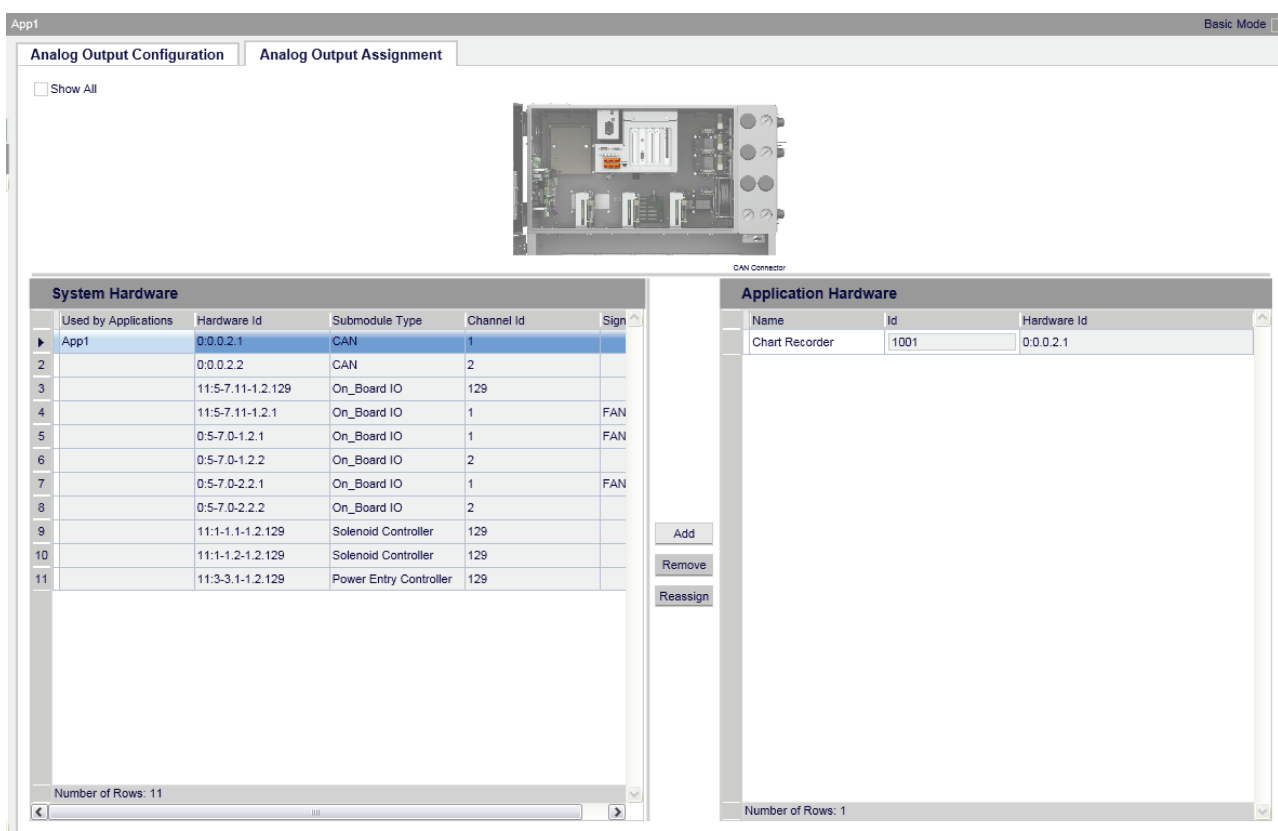 App1 Basic Mode
Analog Output Configuration Analog Output Assignment
Show All
CAN Connector
System Hardware
Used by Applications Hardware Id Submodule Type Channel Id Sign
App1 0:0.0.2.1 CAN 1
2 0:0.0.2.2 CAN 2
3 11:5-7.11-1.2.129 On_Board IO 129
4 11:5-7.11-1.2.1 On_Board IO 1 FAN
5 0:5-7.0-1.2.1 On_Board IO 1 FAN
6 0:5-7.0-1.2.2 On_Board IO 2
7 0:5-7.0-2.2.1 On_Board IO 1 FAN
8 0:5-7.0-2.2.2 On_Board IO 2
9 11:1-1.1-1.2.129 Solenoid Controller 129
10 11:1-1.2-1.2.129 Solenoid Controller 129
11 11:3-3.1-1.2.129 Power Entry Controller 129
Number of Rows: 11
Add
Remove
Reassign
Application Hardware
Name Id Hardware Id
Chart Recorder 1001 0:0.0.2.1
Number of Rows: 1